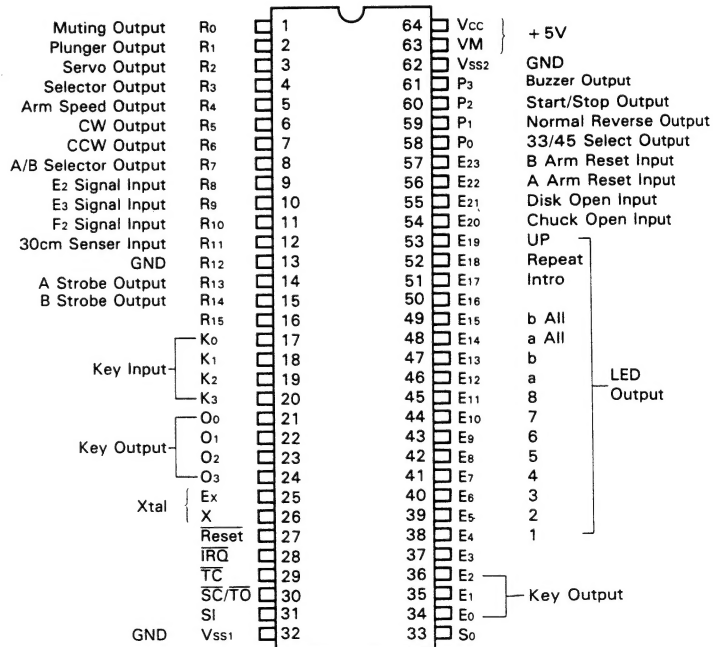 Muting Output R0 1 64 Vcc
Plunger Output R1 2 63 VM + 5V
Servo Output R2 3 62 Vss2 GND
Selector Output R3 4 61 P3 Buzzer Output
Arm Speed Output R4 5 60 P2 Start/Stop Output
CW Output R5 6 59 P1 Normal Reverse Output
CCW Output R6 7 58 P0 33/45 Select Output
A/B Selector Output R7 8 57 E23 B Arm Reset Input
E2 Signal Input R8 9 56 E22 A Arm Reset Input
E3 Signal Input R9 10 55 E21 Disk Open Input
F2 Signal Input R10 11 54 E20 Chuck Open Input
30cm Senser Input R11 12 53 E19 UP
GND R12 13 52 E18 Repeat
A Strobe Output R13 14 51 E17 Intro
B Strobe Output R14 15 50 E16
R15 16 49 E15 b All
K0 17 48 E14 a All
K1 18 47 E13 b
Key Input K2 19 46 E12 a LED
K3 20 45 E11 8 Output
O0 21 44 E10 7
O1 22 43 E9 6
Key Output O2 23 42 E8 5
O3 24 41 E7 4
Ex 25 40 E6 3
Xtal X 26 39 E5 2
Reset 27 38 E4 1
IRQ 28 37 E3
TC 29 36 E2
SC/TO 30 35 E1 Key Output
SI 31 34 E0
GND Vss1 32 33 S0